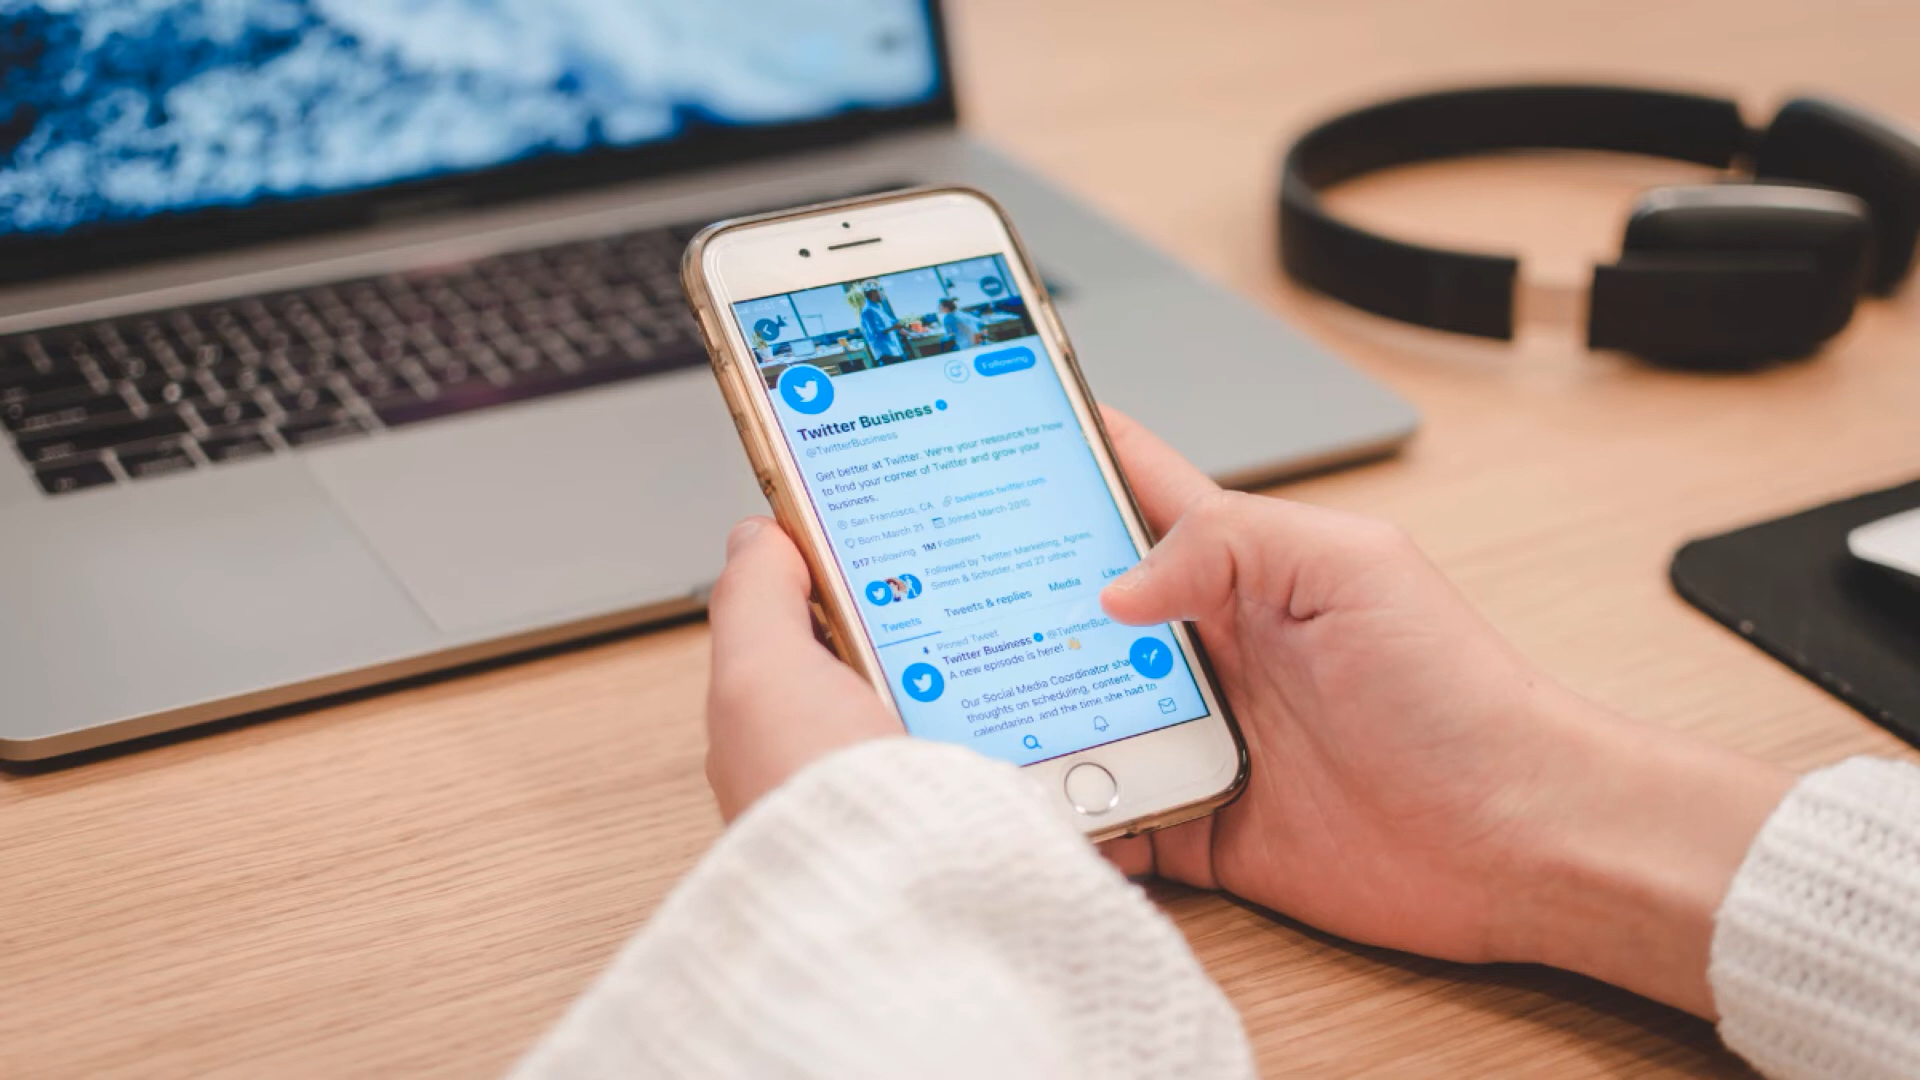 Following
Twitter Business
@TwitterBusiness
Get better at Twitter. We're your resource for how
to find your corner of Twitter and grow your
business.
San Francisco, CA business.twitter.com
Born March 21 Joined March 2010
517 Following 1M Followers
Followed by Twitter Marketing, Agnes,
Simon & Schuster, and 27 others
Tweets Tweets & replies Media Likes
Pinned Tweet
Twitter Business @TwitterBus
A new episode is here! 👋
Our Social Media Coordinator sha
thoughts on scheduling, content-
calendaring, and the time she had to